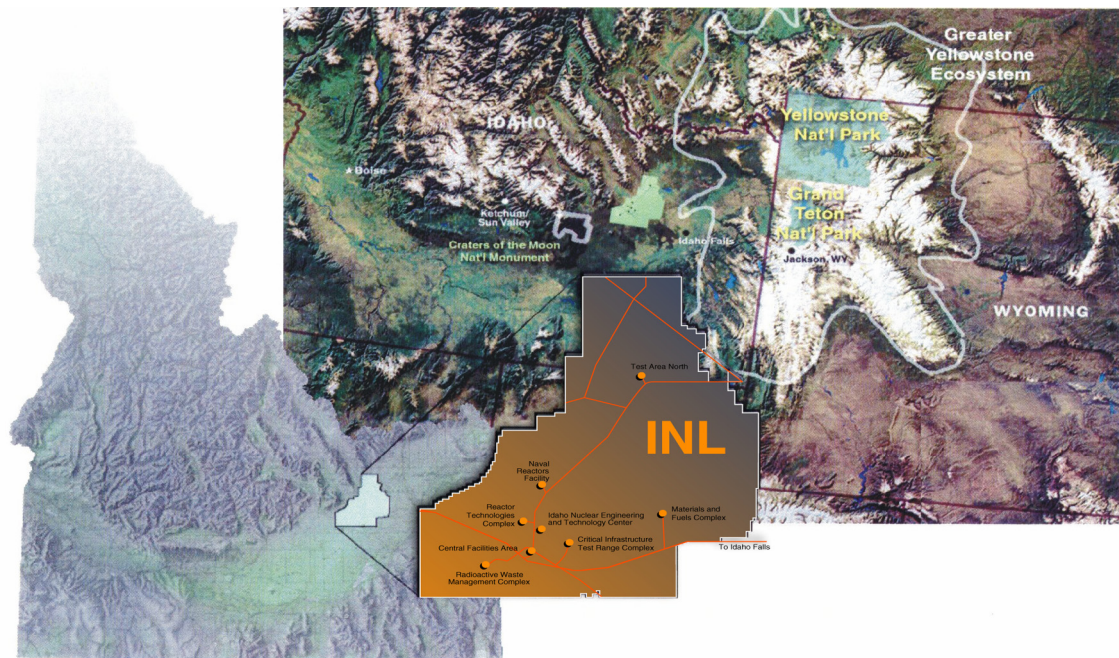 Greater
Yellowstone
Ecosystem
IDAHO
Yellowstone
Nat'l Park
Boise
Ketchum/
Sun Valley
Grand
Teton
Nat'l Park
Craters of the Moon
Nat'l Monument
Idaho Falls
Jackson, WY
WYOMING
Test Area North
INL
Naval
Reactors
Facility
Reactor
Technologies
Complex
Idaho Nuclear Engineering
and Technology Center
Materials and
Fuels Complex
Critical Infrastructure
Test Range Complex
Central Facilities Area
To Idaho Falls
Radioactive Waste
Management Complex